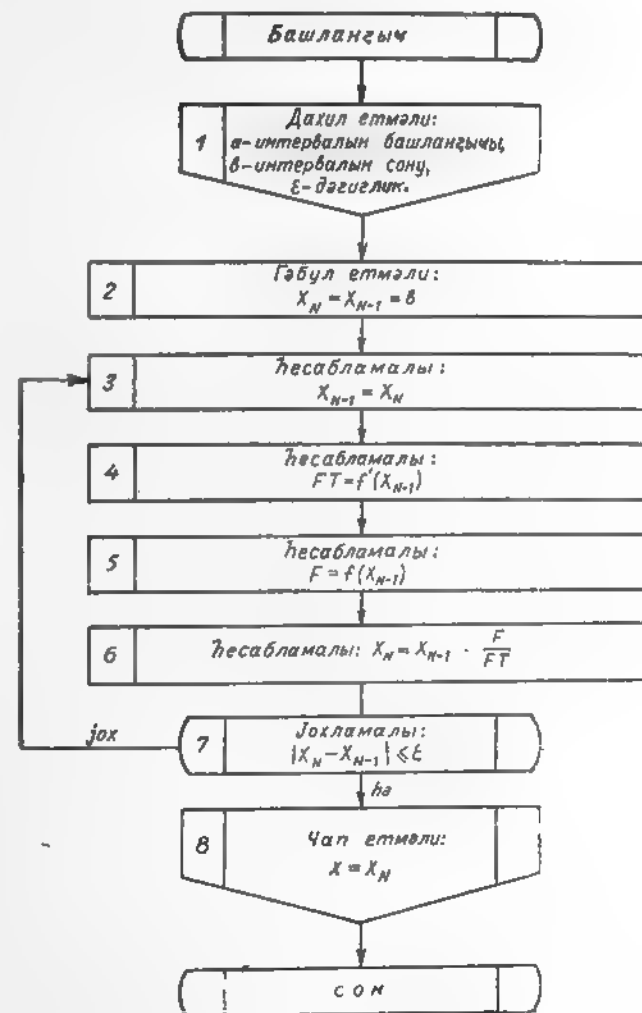 Башланғыч
1
Дахил етмәли:
а-интервалын башланғычы,
в-интервалын сону,
ε-дәгиглик.
2
Гәбул етмәли:
X_N = X_{N-1} = в
3
Һесабламалы:
X_{N-1} = X_N
4
Һесабламалы:
FT = f'(X_{N-1})
5
Һесабламалы:
F = f(X_{N-1})
6
Һесабламалы: X_N = X_{N-1} · F/FT
jox
7
Јохламалы:
|X_N − X_{N-1}| ⩽ ε
һә
8
Чап етмәли:
X = X_N
сон